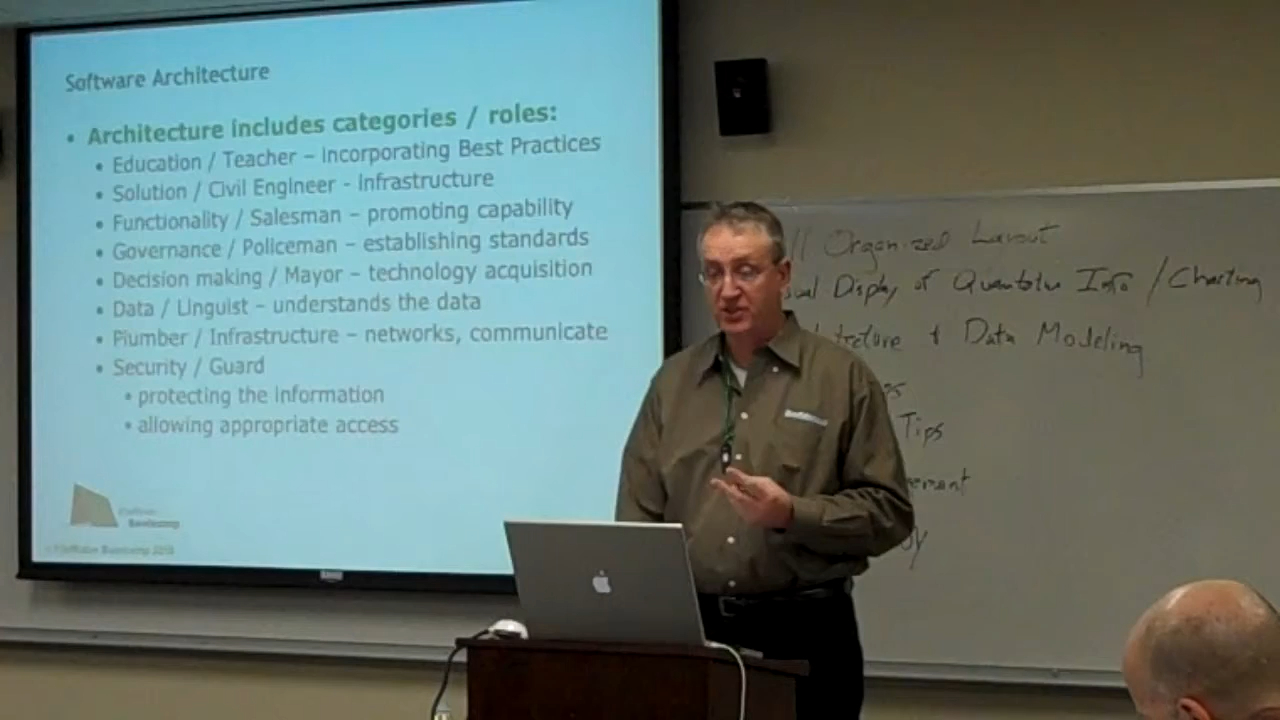 Software Architecture
• Architecture includes categories / roles:
• Education / Teacher – Incorporating Best Practices
• Solution / Civil Engineer - Infrastructure
• Functionality / Salesman – promoting capability
• Governance / Policeman – establishing standards
• Decision making / Mayor – technology acquisition
• Data / Linguist – understands the data
• Plumber / Infrastructure – networks, communicate
• Security / Guard
• protecting the information
• allowing appropriate access
Bootcamp
Organized Layout
Display of Info / Charting
& Data Modeling
Tips